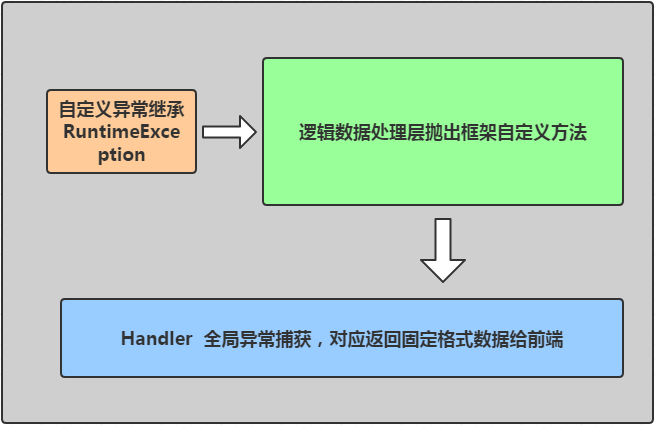 自定义异常继承
RuntimeExce
ption
逻辑数据处理层抛出框架自定义方法
Handler 全局异常捕获，对应返回固定格式数据给前端